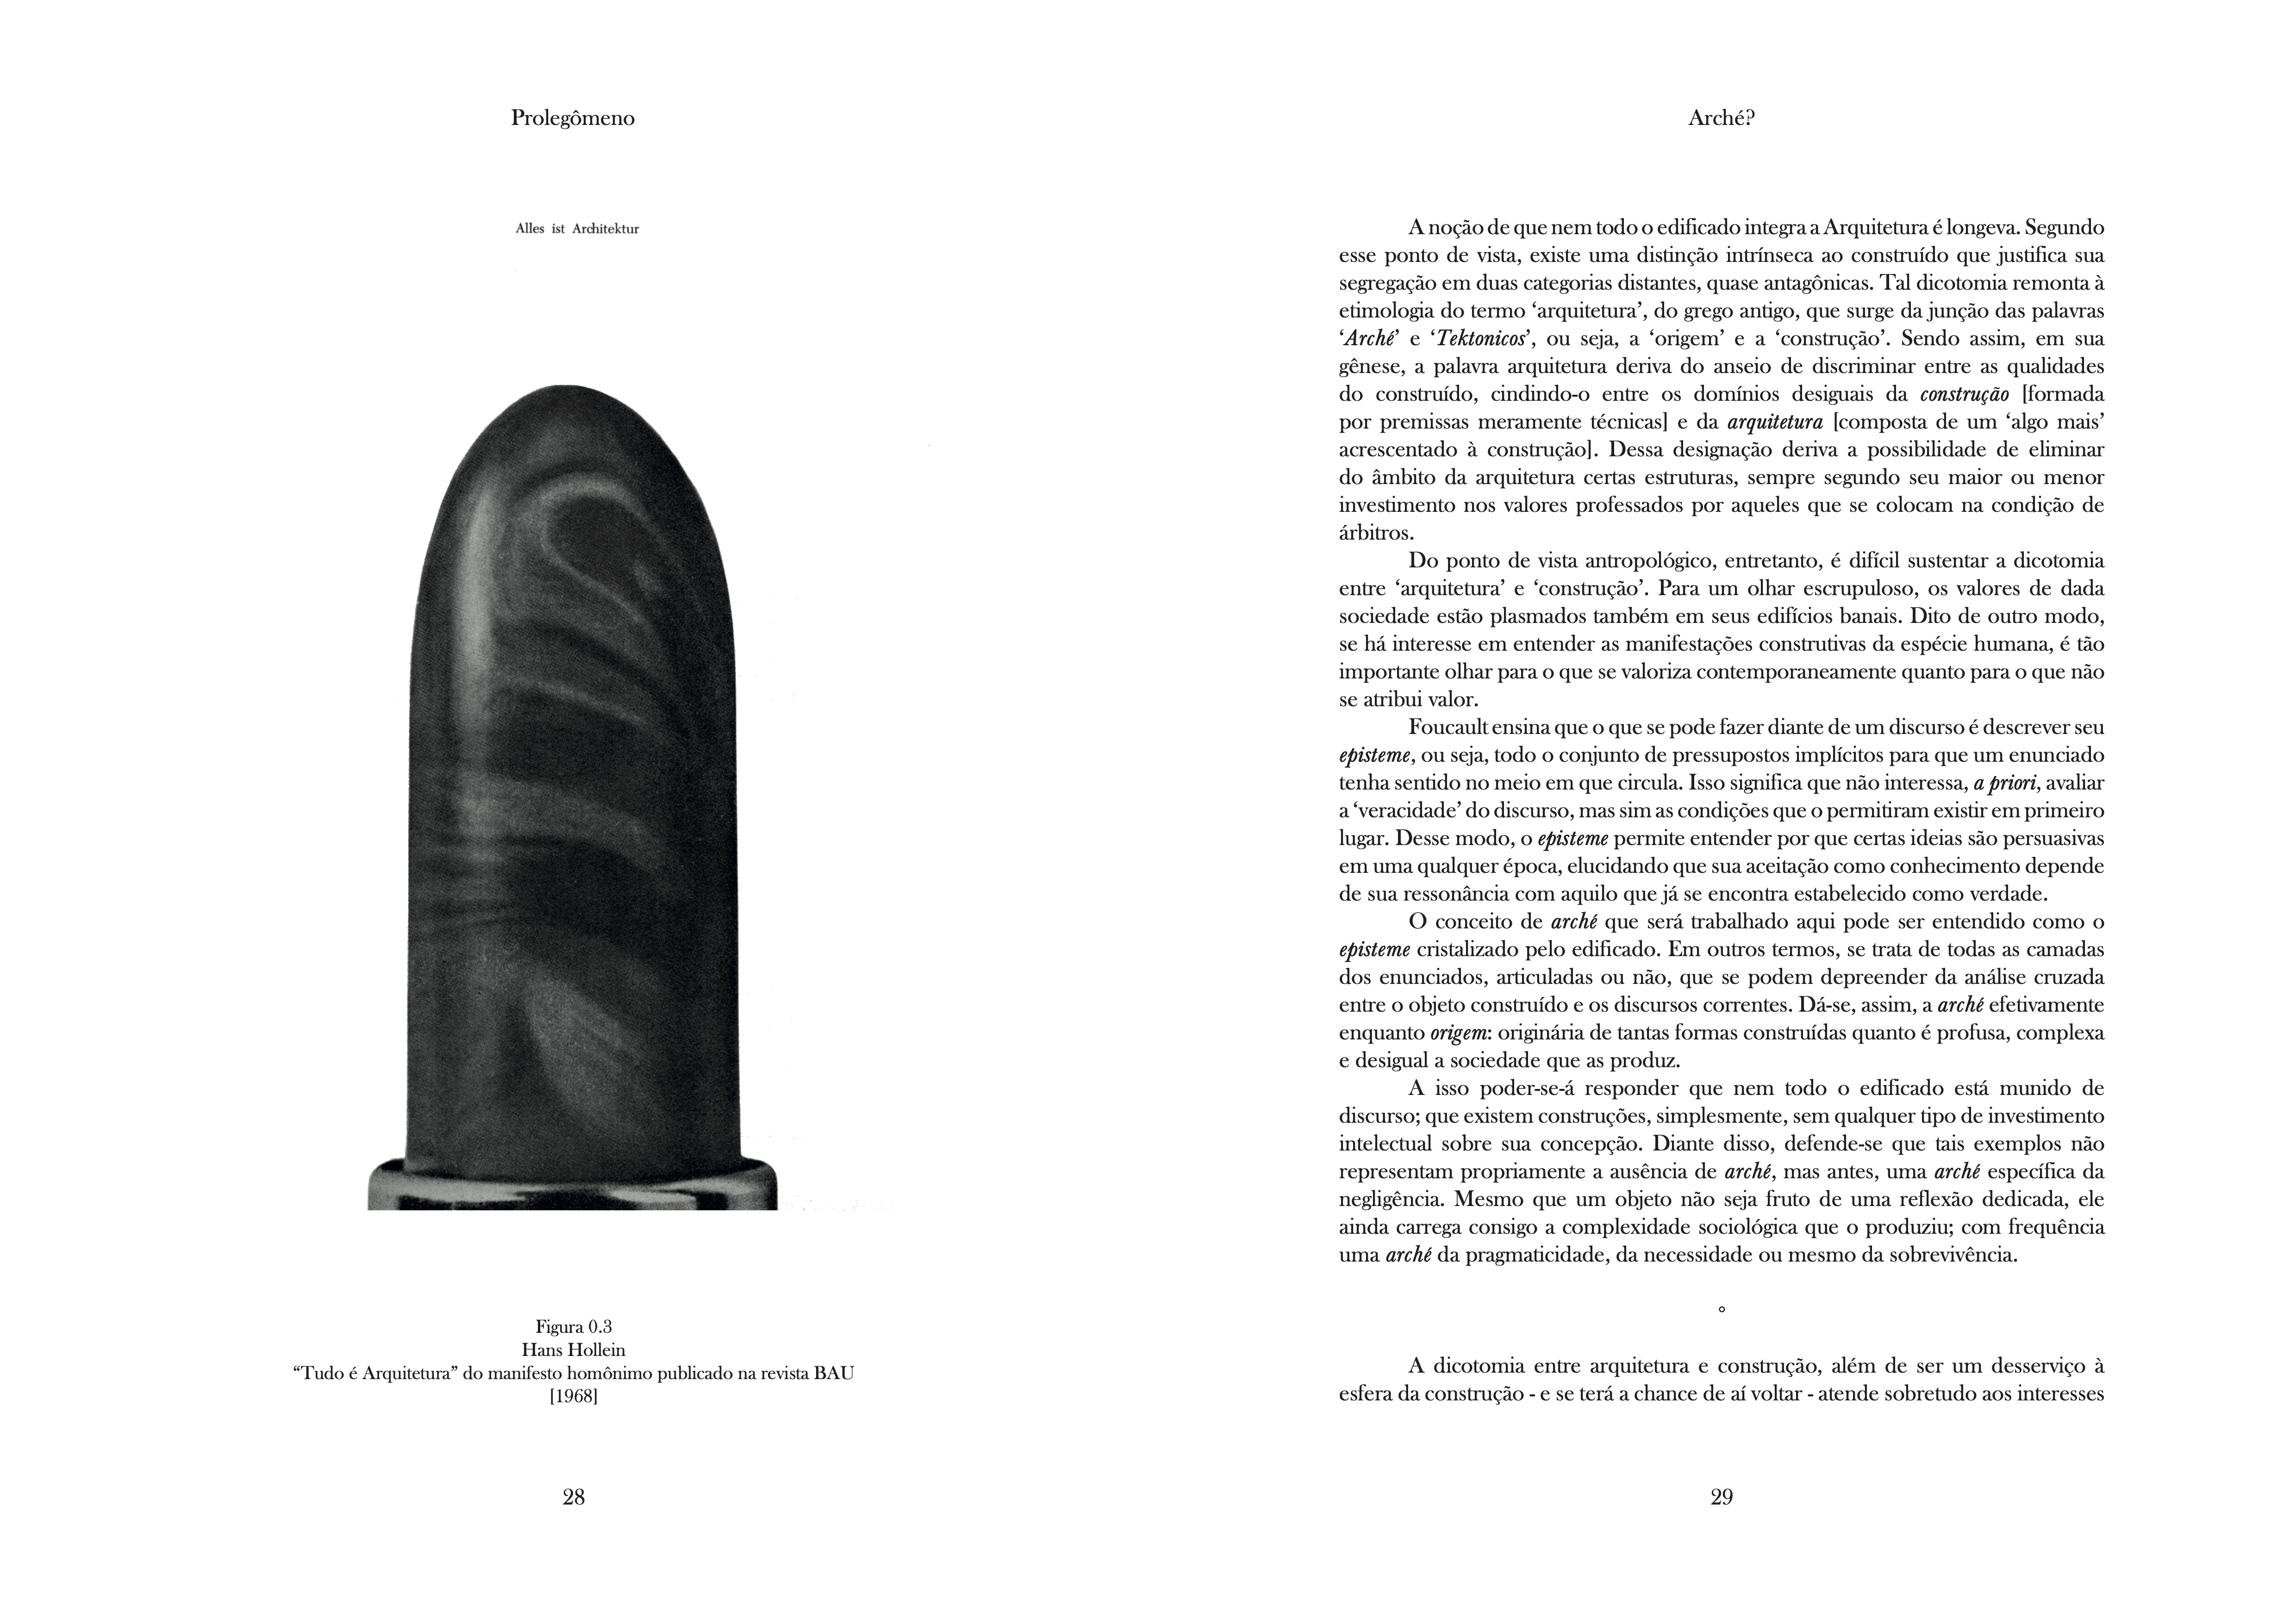 Prolegômeno
Alles ist Architektur
Figura 0.3
Hans Hollein
“Tudo é Arquitetura” do manifesto homônimo publicado na revista BAU
[1968]
28
Arché?
A noção de que nem todo o edificado integra a Arquitetura é longeva. Segundo
esse ponto de vista, existe uma distinção intrínseca ao construído que justifica sua
segregação em duas categorias distantes, quase antagônicas. Tal dicotomia remonta à
etimologia do termo ‘arquitetura’, do grego antigo, que surge da junção das palavras
‘Arché’ e ‘Tektonicos’, ou seja, a ‘origem’ e a ‘construção’. Sendo assim, em sua
gênese, a palavra arquitetura deriva do anseio de discriminar entre as qualidades
do construído, cindindo-o entre os domínios desiguais da construção [formada
por premissas meramente técnicas] e da arquitetura [composta de um ‘algo mais’
acrescentado à construção]. Dessa designação deriva a possibilidade de eliminar
do âmbito da arquitetura certas estruturas, sempre segundo seu maior ou menor
investimento nos valores professados por aqueles que se colocam na condição de
árbitros.
Do ponto de vista antropológico, entretanto, é difícil sustentar a dicotomia
entre ‘arquitetura’ e ‘construção’. Para um olhar escrupuloso, os valores de dada
sociedade estão plasmados também em seus edifícios banais. Dito de outro modo,
se há interesse em entender as manifestações construtivas da espécie humana, é tão
importante olhar para o que se valoriza contemporaneamente quanto para o que não
se atribui valor.
Foucault ensina que o que se pode fazer diante de um discurso é descrever seu
episteme, ou seja, todo o conjunto de pressupostos implícitos para que um enunciado
tenha sentido no meio em que circula. Isso significa que não interessa, a priori, avaliar
a ‘veracidade’ do discurso, mas sim as condições que o permitiram existir em primeiro
lugar. Desse modo, o episteme permite entender por que certas ideias são persuasivas
em uma qualquer época, elucidando que sua aceitação como conhecimento depende
de sua ressonância com aquilo que já se encontra estabelecido como verdade.
O conceito de arché que será trabalhado aqui pode ser entendido como o
episteme cristalizado pelo edificado. Em outros termos, se trata de todas as camadas
dos enunciados, articuladas ou não, que se podem depreender da análise cruzada
entre o objeto construído e os discursos correntes. Dá-se, assim, a arché efetivamente
enquanto origem: originária de tantas formas construídas quanto é profusa, complexa
e desigual a sociedade que as produz.
A isso poder-se-á responder que nem todo o edificado está munido de
discurso; que existem construções, simplesmente, sem qualquer tipo de investimento
intelectual sobre sua concepção. Diante disso, defende-se que tais exemplos não
representam propriamente a ausência de arché, mas antes, uma arché específica da
negligência. Mesmo que um objeto não seja fruto de uma reflexão dedicada, ele
ainda carrega consigo a complexidade sociológica que o produziu; com frequência
uma arché da pragmaticidade, da necessidade ou mesmo da sobrevivência.
°
A dicotomia entre arquitetura e construção, além de ser um desserviço à
esfera da construção - e se terá a chance de aí voltar - atende sobretudo aos interesses
29